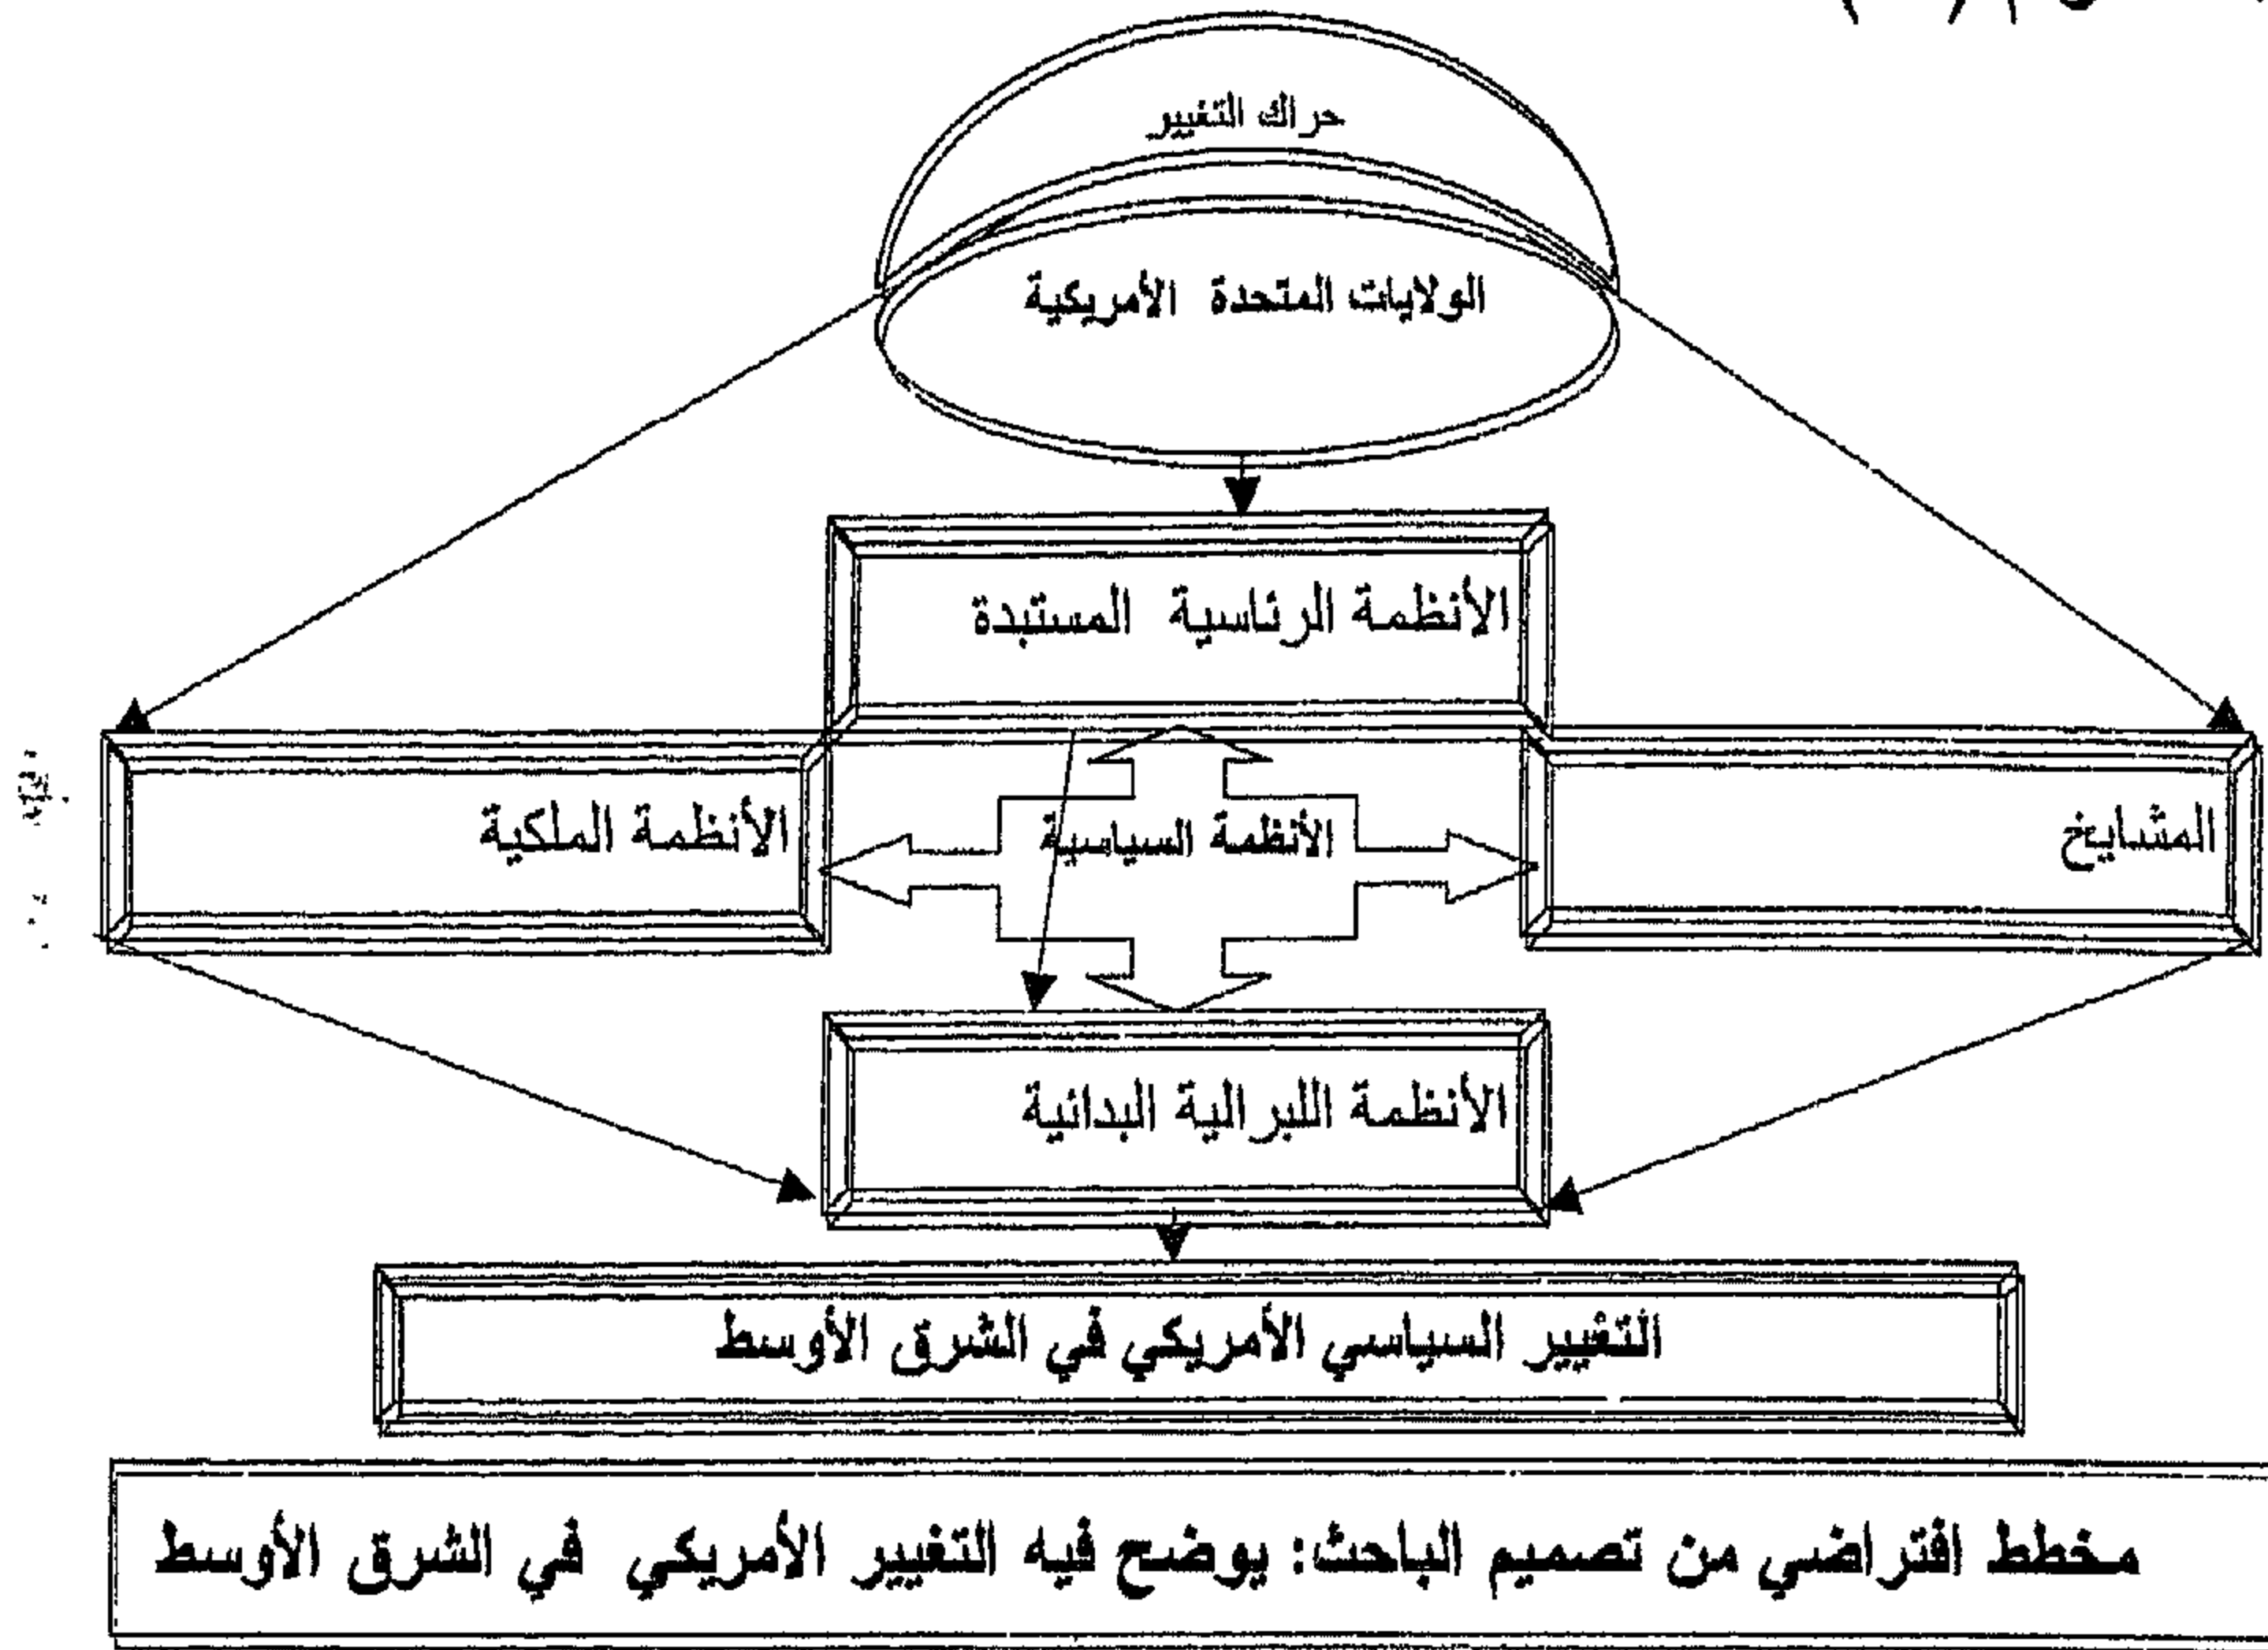 حراك التغيير
الولايات المتحدة الأمريكية
الأنظمة الرئاسية المستبدة
المشايخ
الأنظمة السياسية
الأنظمة الملكية
الأنظمة اللبرالية البدائية
التغيير السياسي الأمريكي في الشرق الأوسط
مخطط افتراضي من تصميم الباحث: يوضح فيه التغيير الأمريكي في الشرق الأوسط